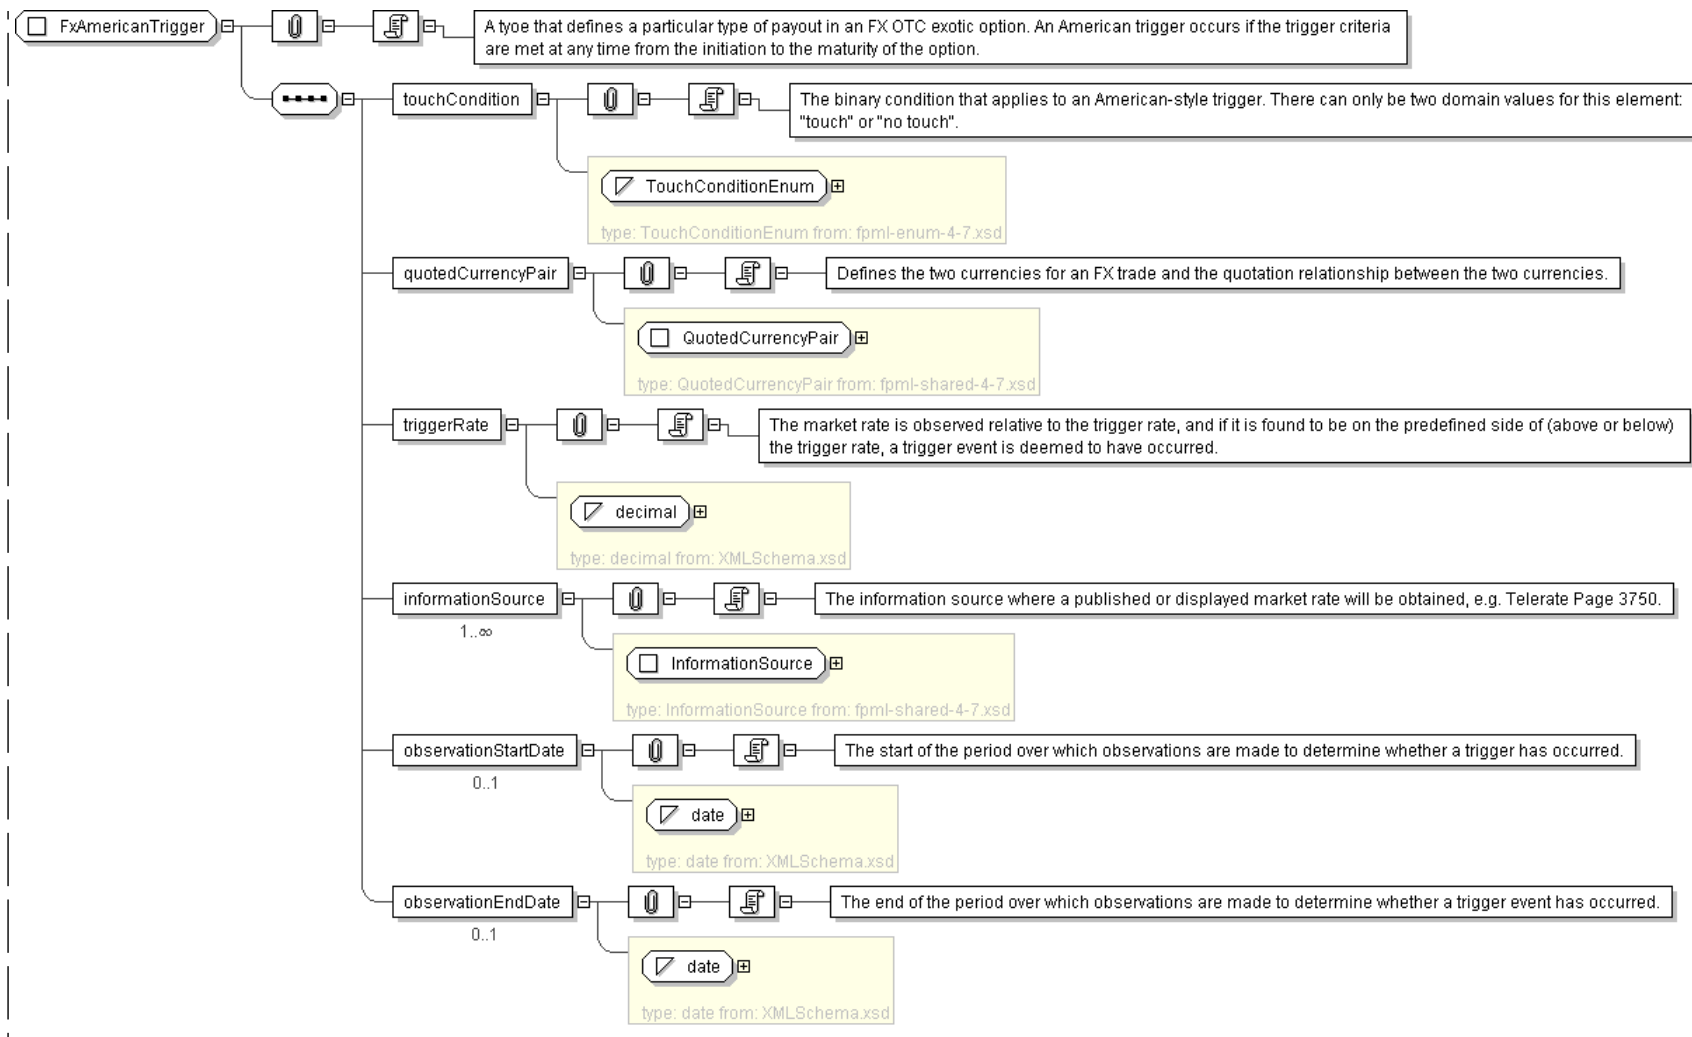 FxAmericanTrigger
A tyoe that defines a particular type of payout in an FX OTC exotic option. An American trigger occurs if the trigger criteria
are met at any time from the initiation to the maturity of the option.
touchCondition
The binary condition that applies to an American-style trigger. There can only be two domain values for this element:
"touch" or "no touch".
TouchConditionEnum
type: TouchConditionEnum from: fpml-enum-4-7.xsd
quotedCurrencyPair
Defines the two currencies for an FX trade and the quotation relationship between the two currencies.
QuotedCurrencyPair
type: QuotedCurrencyPair from: fpml-shared-4-7.xsd
triggerRate
The market rate is observed relative to the trigger rate, and if it is found to be on the predefined side of (above or below)
the trigger rate, a trigger event is deemed to have occurred.
decimal
type: decimal from: XMLSchema.xsd
informationSource
The information source where a published or displayed market rate will be obtained, e.g. Telerate Page 3750.
1..∞
InformationSource
type: InformationSource from: fpml-shared-4-7.xsd
observationStartDate
The start of the period over which observations are made to determine whether a trigger has occurred.
0..1
date
type: date from: XMLSchema.xsd
observationEndDate
The end of the period over which observations are made to determine whether a trigger event has occurred.
0..1
date
type: date from: XMLSchema.xsd